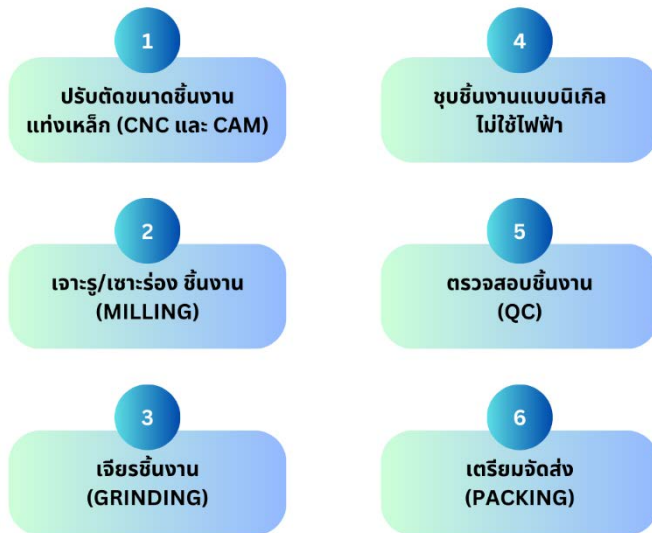 1
ปรับตัดขนาดชิ้นงาน
แท่งเหล็ก (CNC และ CAM)
2
เจาะรู/เซาะร่อง ชิ้นงาน
(MILLING)
3
เจียรชิ้นงาน
(GRINDING)
4
ชุบชิ้นงานแบบนิเกิล
ไม่ใช้ไฟฟ้า
5
ตรวจสอบชิ้นงาน
(QC)
6
เตรียมจัดส่ง
(PACKING)